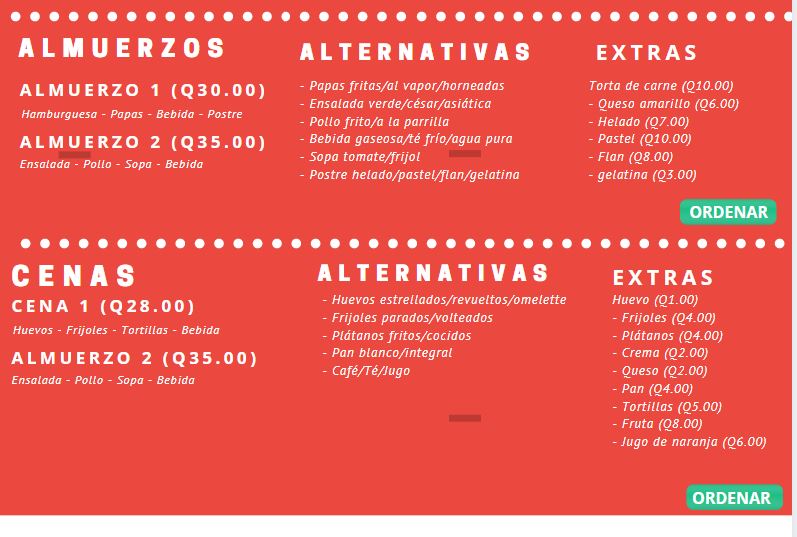 ALMUERZOS
ALMUERZO 1 (Q30.00)
Hamburguesa - Papas - Bebida - Postre
ALMUERZO 2 (Q35.00)
Ensalada - Pollo - Sopa - Bebida
ALTERNATIVAS
- Papas fritas/al vapor/horneadas
- Ensalada verde/césar/asiática
- Pollo frito/a la parrilla
- Bebida gaseosa/té frío/agua pura
- Sopa tomate/frijol
- Postre helado/pastel/flan/gelatina
EXTRAS
Torta de carne (Q10.00)
- Queso amarillo (Q6.00)
- Helado (Q7.00)
- Pastel (Q10.00)
- Flan (Q8.00)
- gelatina (Q3.00)
ORDENAR
CENAS
CENA 1 (Q28.00)
Huevos - Frijoles - Tortillas - Bebida
ALMUERZO 2 (Q35.00)
Ensalada - Pollo - Sopa - Bebida
ALTERNATIVAS
- Huevos estrellados/revueltos/omelette
- Frijoles parados/volteados
- Plátanos fritos/cocidos
- Pan blanco/integral
- Café/Té/Jugo
EXTRAS
Huevo (Q1.00)
- Frijoles (Q4.00)
- Plátanos (Q4.00)
- Crema (Q2.00)
- Queso (Q2.00)
- Pan (Q4.00)
- Tortillas (Q5.00)
- Fruta (Q8.00)
- Jugo de naranja (Q6.00)
ORDENAR